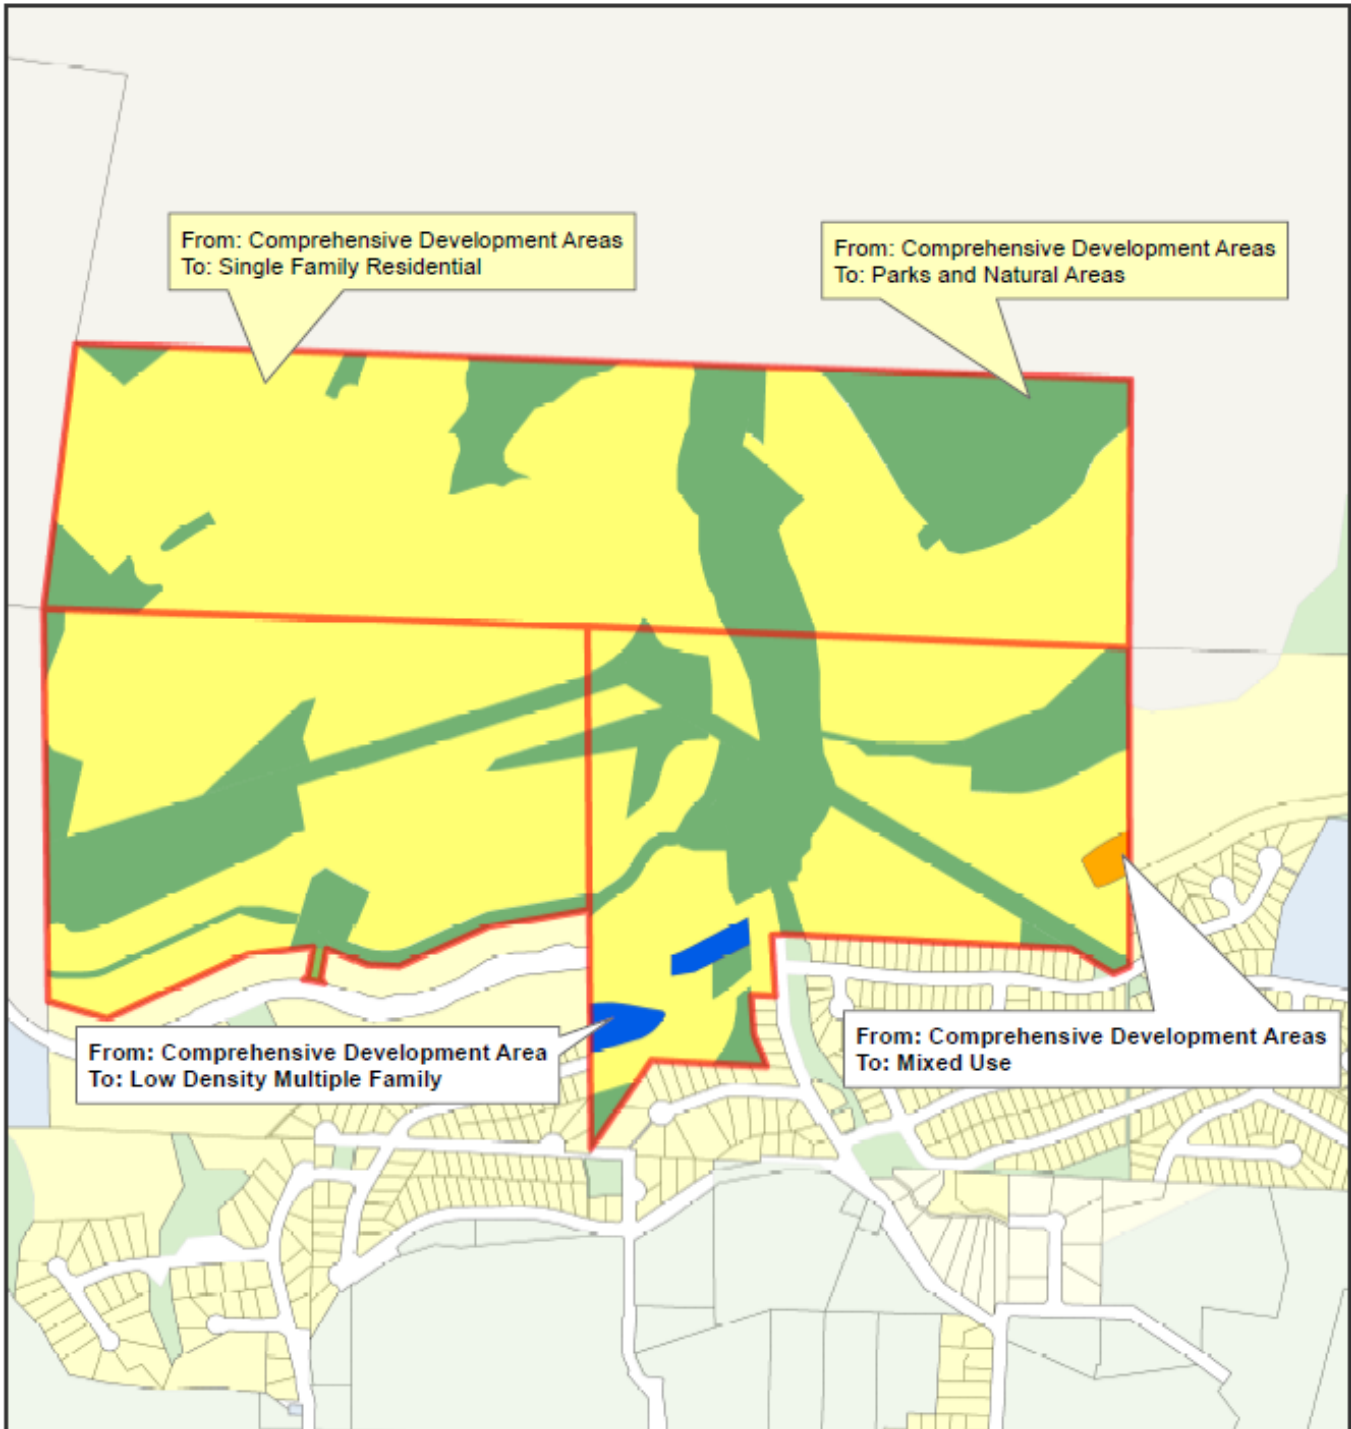 From: Comprehensive Development Areas
To: Single Family Residential
From: Comprehensive Development Areas
To: Parks and Natural Areas
From: Comprehensive Development Area
To: Low Density Multiple Family
From: Comprehensive Development Areas
To: Mixed Use